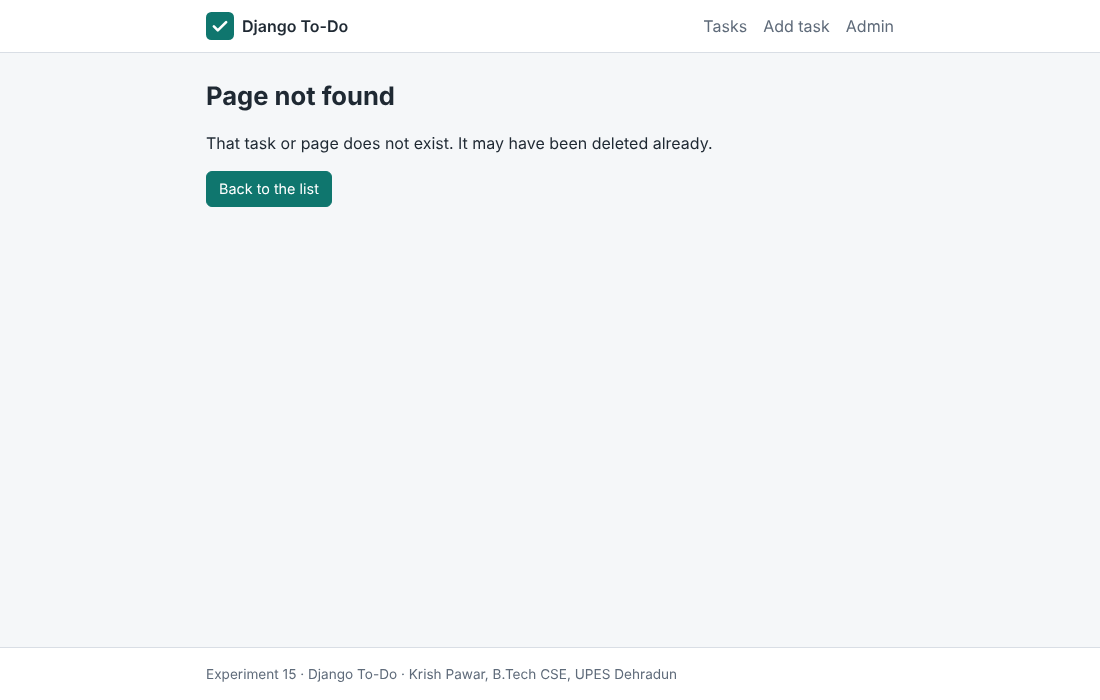 Django To-Do
Tasks
Add task
Admin
Page not found
That task or page does not exist. It may have been deleted already.
Back to the list
Experiment 15 · Django To-Do · Krish Pawar, B.Tech CSE, UPES Dehradun